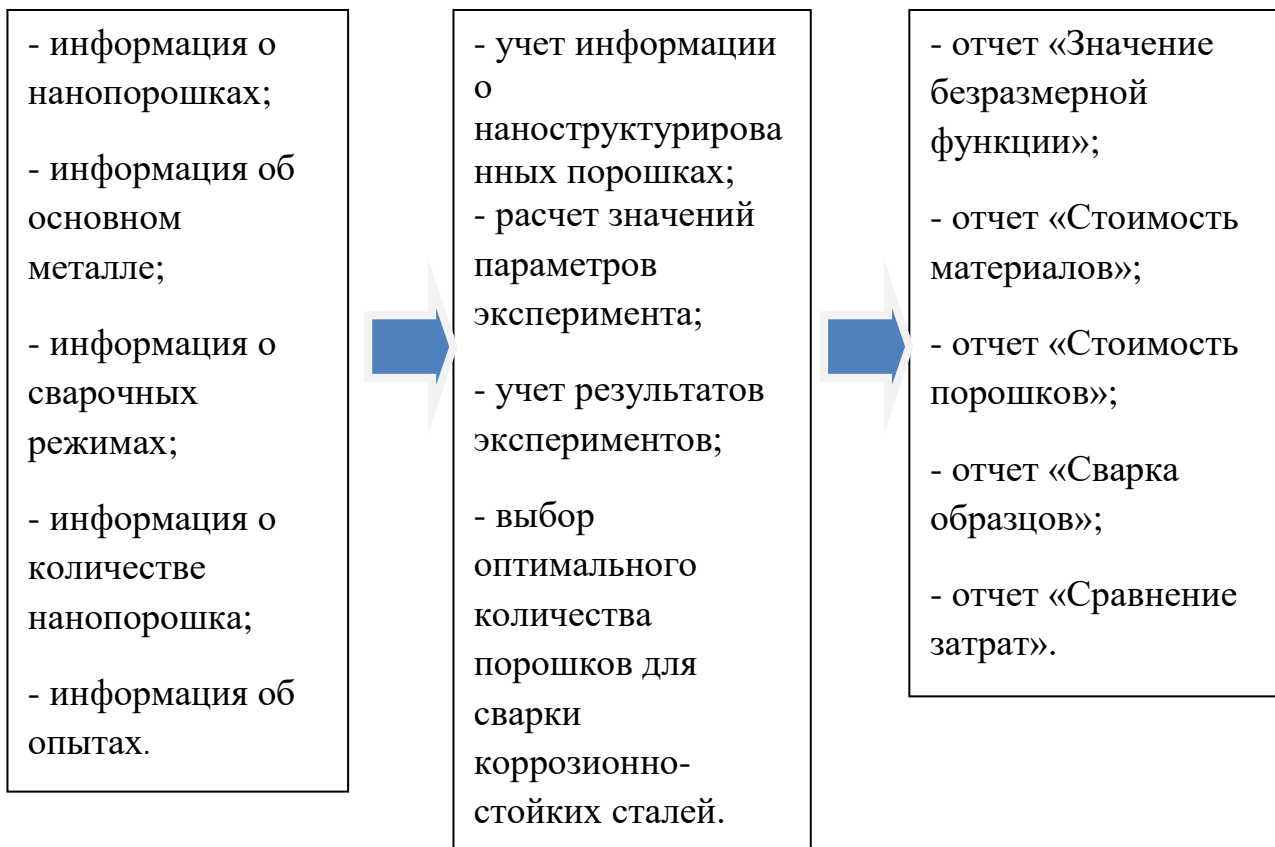 - информация о
нанопорошках;
- информация об
основном
металле;
- информация о
сварочных
режимах;
- информация о
количестве
нанопорошка;
- информация об
опытах.
- учет информации
о
наноструктурирова
нных порошках;
- расчет значений
параметров
эксперимента;
- учет результатов
экспериментов;
- выбор
оптимального
количества
порошков для
сварки
коррозионно-
стойких сталей.
- отчет «Значение
безразмерной
функции»;
- отчет «Стоимость
материалов»;
- отчет «Стоимость
порошков»;
- отчет «Сварка
образцов»;
- отчет «Сравнение
затрат».